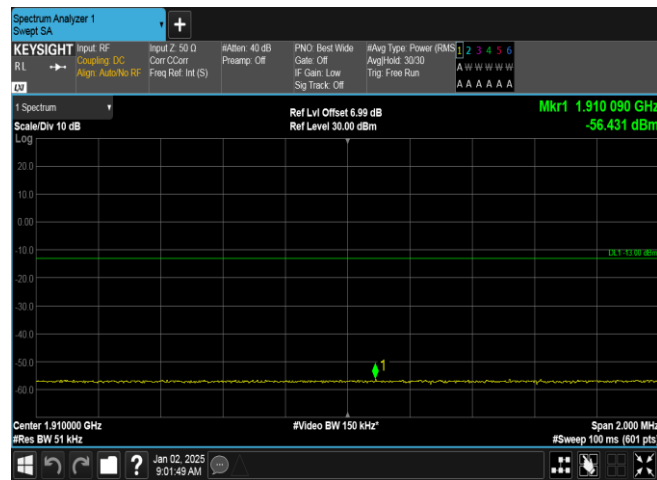 Spectrum Analyzer 1
Swept SA
+
KEYSIGHT Input: RF Input Z: 50 Ω #Atten: 40 dB PNO: Best Wide #Avg Type: Power (RMS 1 2 3 4 5 6
RL Coupling: DC Corr CCorr Preamp: Off Gate: Off Avg|Hold: 30/30 A W W W W W
Align: Auto/No RF Freq Ref: Int (S) IF Gain: Low Trig: Free Run
LXI Sig Track: Off A A A A A A
1 Spectrum Ref Lvl Offset 6.99 dB Mkr1 1.910 090 GHz
Scale/Div 10 dB Ref Level 30.00 dBm -56.431 dBm
Log
20.0
10.0
0.00
-10.0 DL1 -13.00 dBm
-20.0
-30.0
-40.0
-50.0 1
-60.0
Center 1.910000 GHz #Video BW 150 kHz* Span 2.000 MHz
#Res BW 51 kHz #Sweep 100 ms (601 pts)
? Jan 02, 2025
9:01:49 AM